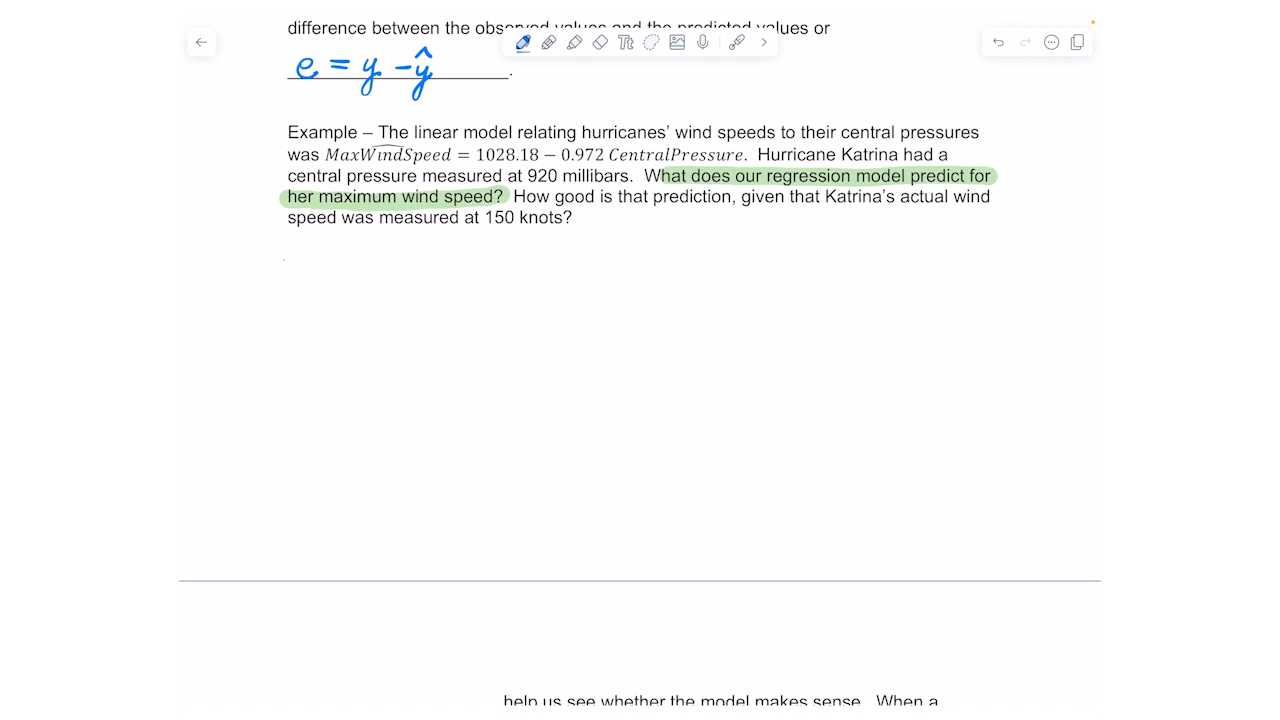 difference between the observed values and the predicted values or
e = y - ŷ.
Example – The linear model relating hurricanes' wind speeds to their central pressures
was MaxWindSpeed = 1028.18 − 0.972 CentralPressure. Hurricane Katrina had a
central pressure measured at 920 millibars. What does our regression model predict for
her maximum wind speed? How good is that prediction, given that Katrina's actual wind
speed was measured at 150 knots?
Tt
help us see whether the model makes sense. When a